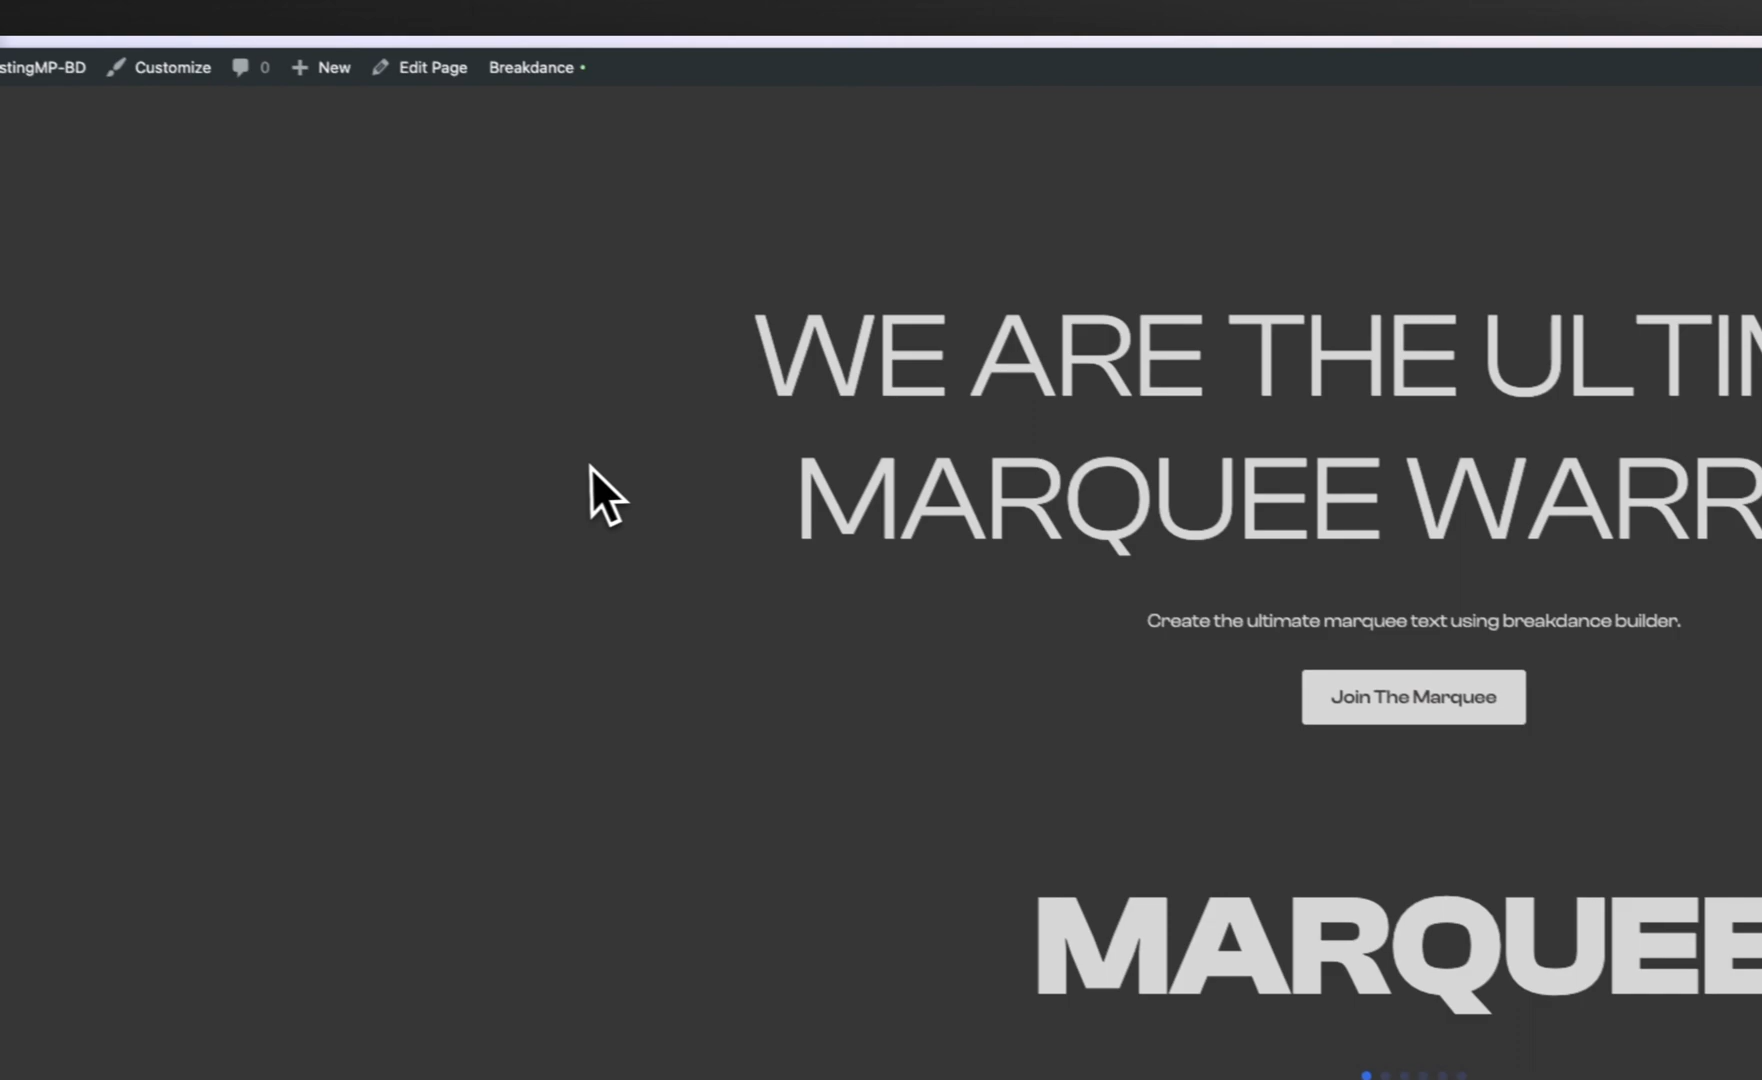 stingMP-BD Customize 0 New Edit Page Breakdance
WE ARE THE ULTIM
MARQUEE WARR
Create the ultimate marquee text using breakdance builder.
Join The Marquee
MARQUEE